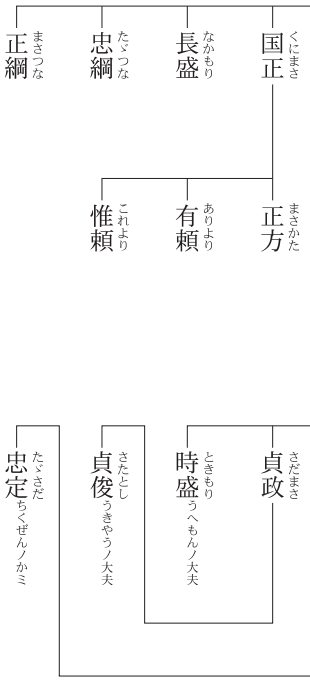 国正 くにまさ
長盛 なかもり
忠綱 たゞつな
正綱 まさつな
正方 まさかた
有頼 ありより
惟頼 これより
貞政 さだまさ
時盛 ときもり うへもんノ大夫
貞俊 さたとし うきやうノ大夫
忠定 たゞさだ ちくぜんノかミ